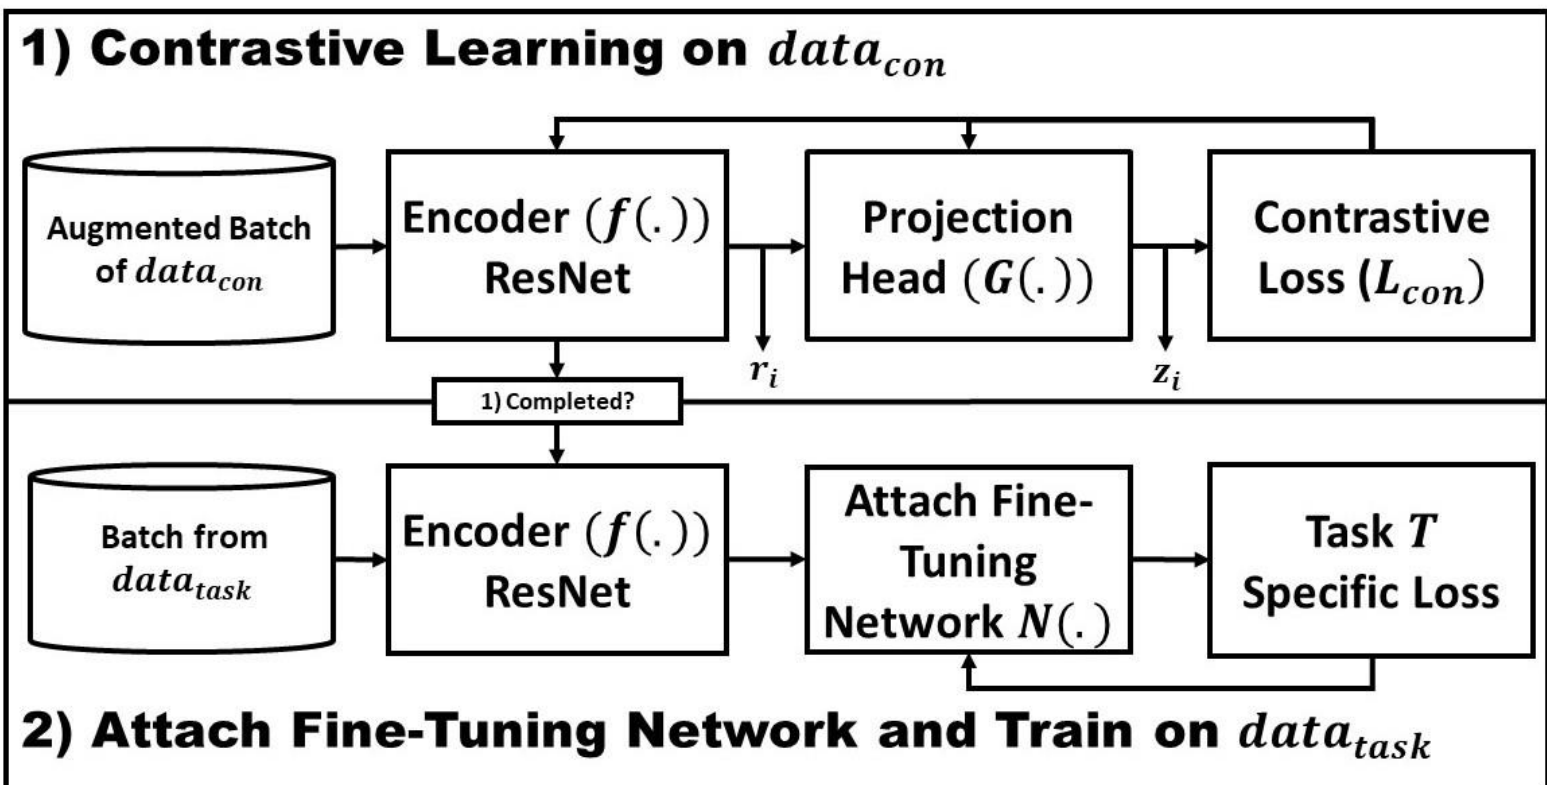 1) Contrastive Learning on data_con
Augmented Batch
of data_con
Encoder (f(.))
ResNet
Projection
Head (G(.))
Contrastive
Loss (L_con)
r_i
z_i
1) Completed?
Batch from
data_task
Encoder (f(.))
ResNet
Attach Fine-
Tuning
Network N(.)
Task T
Specific Loss
2) Attach Fine-Tuning Network and Train on data_task